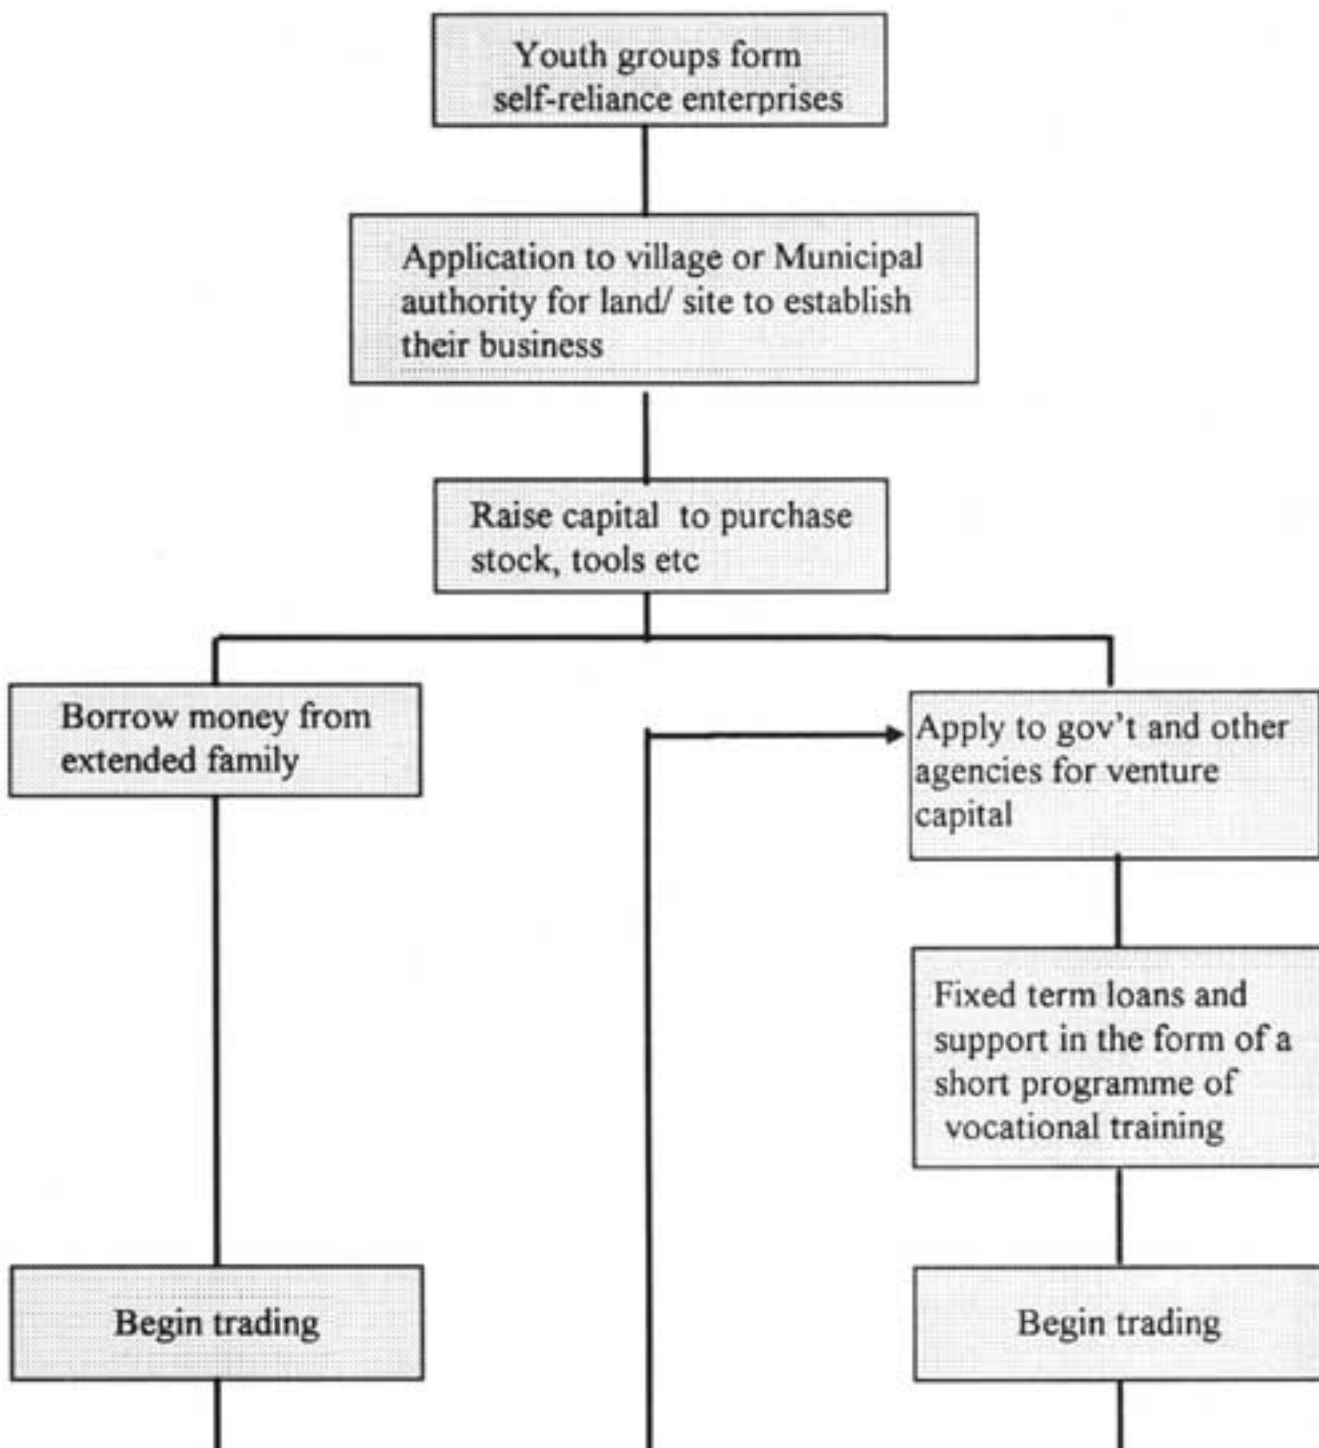 Youth groups form
self-reliance enterprises
Application to village or Municipal
authority for land/ site to establish
their business
Raise capital to purchase
stock, tools etc
Borrow money from
extended family
Apply to gov't and other
agencies for venture
capital
Fixed term loans and
support in the form of a
short programme of
vocational training
Begin trading
Begin trading